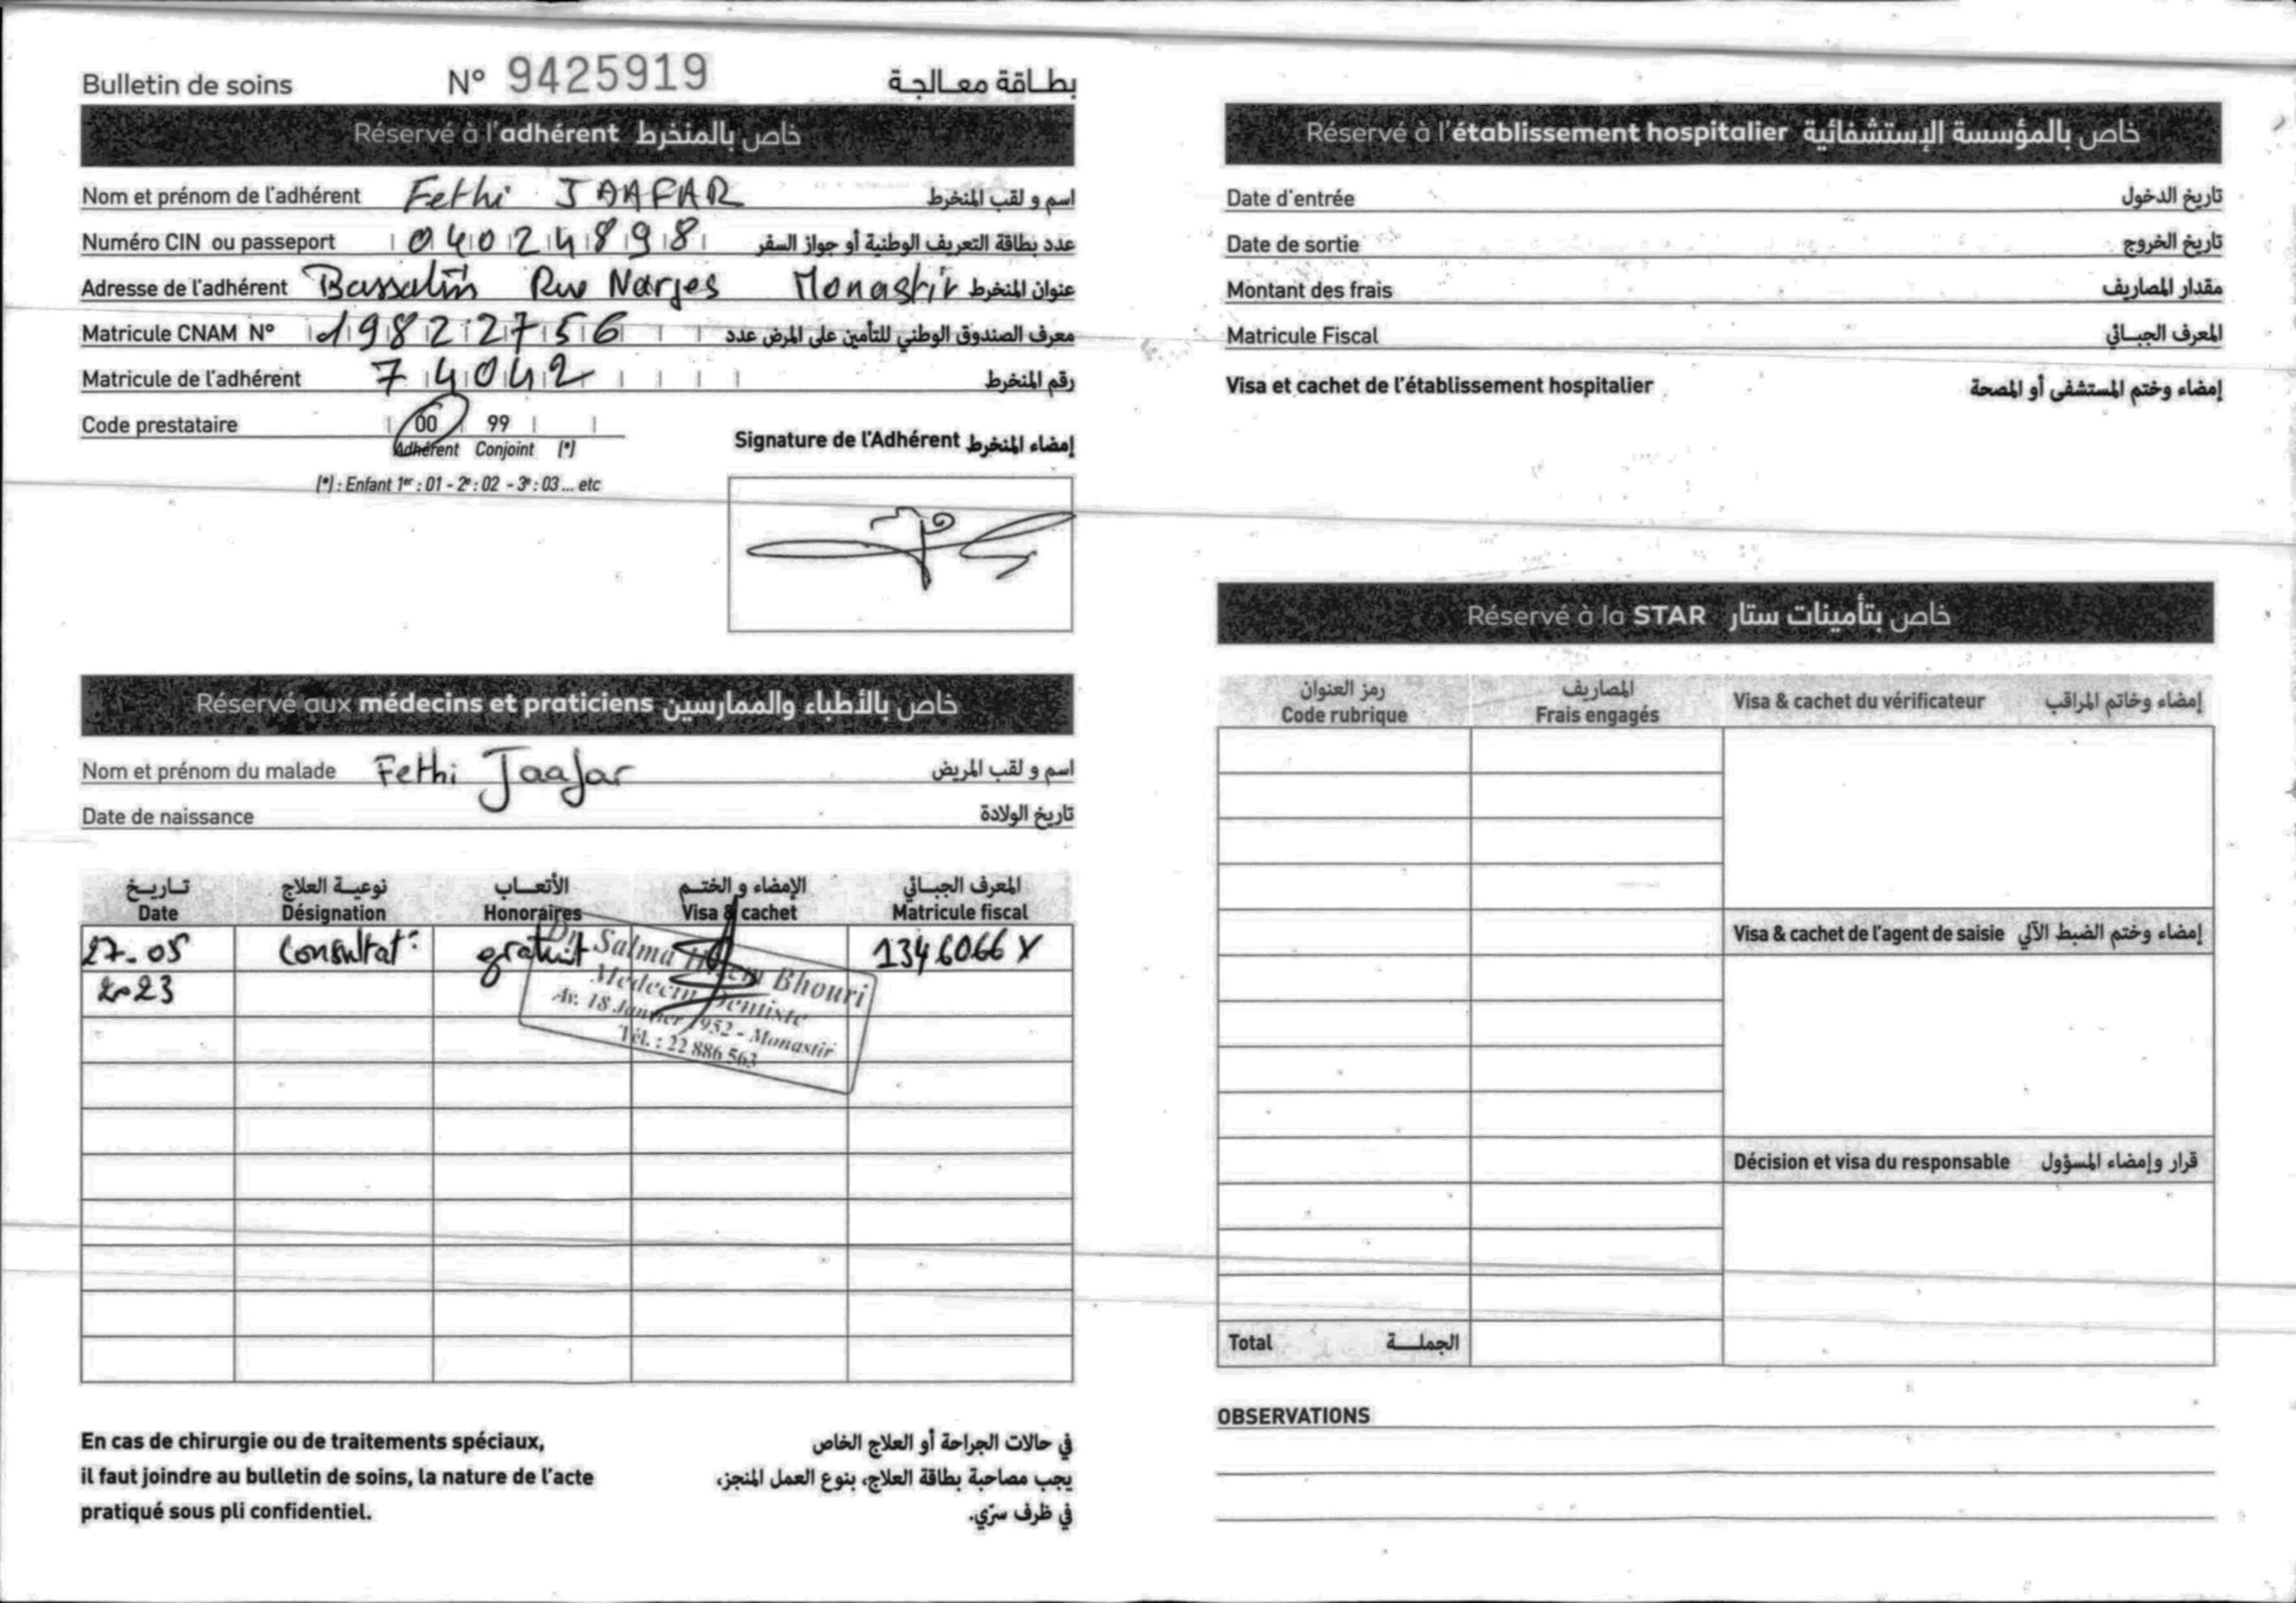 Bulletin de soins N° 9425919 بطاقة معالجة
Réservé à l'adhérent خاص بالمنخرط
Nom et prénom de l'adhérent Fethi JAAFAR اسم و لقب المنخرط
Numéro CIN ou passeport 04024898 عدد بطاقة التعريف الوطنية أو جواز السفر
Adresse de l'adhérent Rue Narjes Monastir عنوان المنخرط
Matricule CNAM N° 19822756 معرف الصندوق الوطني للتأمين على المرض عدد
Matricule de l'adhérent 74042 رقم المنخرط
Code prestataire 00 99
Adhérent Conjoint (*)
(*) : Enfant 1er : 01 - 2e : 02 - 3e : 03 ... etc
Signature de l'Adhérent إمضاء المنخرط
Réservé aux médecins et praticiens خاص بالأطباء والممارسين
Nom et prénom du malade Fethi Jaafar اسم و لقب المريض
Date de naissance تاريخ الولادة
تاريخ نوعية العلاج الأتعاب الإمضاء و الختم المعرف الجبائي
Date Désignation Honoraires Visa & cachet Matricule fiscal
27.05 Consultat° gratuit 1346066 X
2023
Dr. Salma Bhouri
Médecin Dentiste
Av. 18 Janvier 1952 - Monastir
Tél. : 22 886 563
En cas de chirurgie ou de traitements spéciaux,
il faut joindre au bulletin de soins, la nature de l'acte
pratiqué sous pli confidentiel.
في حالات الجراحة أو العلاج الخاص
يجب مصاحبة بطاقة العلاج، بنوع العمل المنجز،
في ظرف سرّي.
Réservé à l'établissement hospitalier خاص بالمؤسسة الإستشفائية
Date d'entrée تاريخ الدخول
Date de sortie تاريخ الخروج
Montant des frais مقدار المصاريف
Matricule Fiscal المعرف الجبائي
Visa et cachet de l'établissement hospitalier إمضاء وختم المستشفى أو المصحة
Réservé à la STAR خاص بتأمينات ستار
رمز العنوان المصاريف
Code rubrique Frais engagés Visa & cachet du vérificateur إمضاء وخاتم المراقب
Visa & cachet de l'agent de saisie إمضاء وختم الضبط الآلي
Décision et visa du responsable قرار وإمضاء المسؤول
Total الجملة
OBSERVATIONS